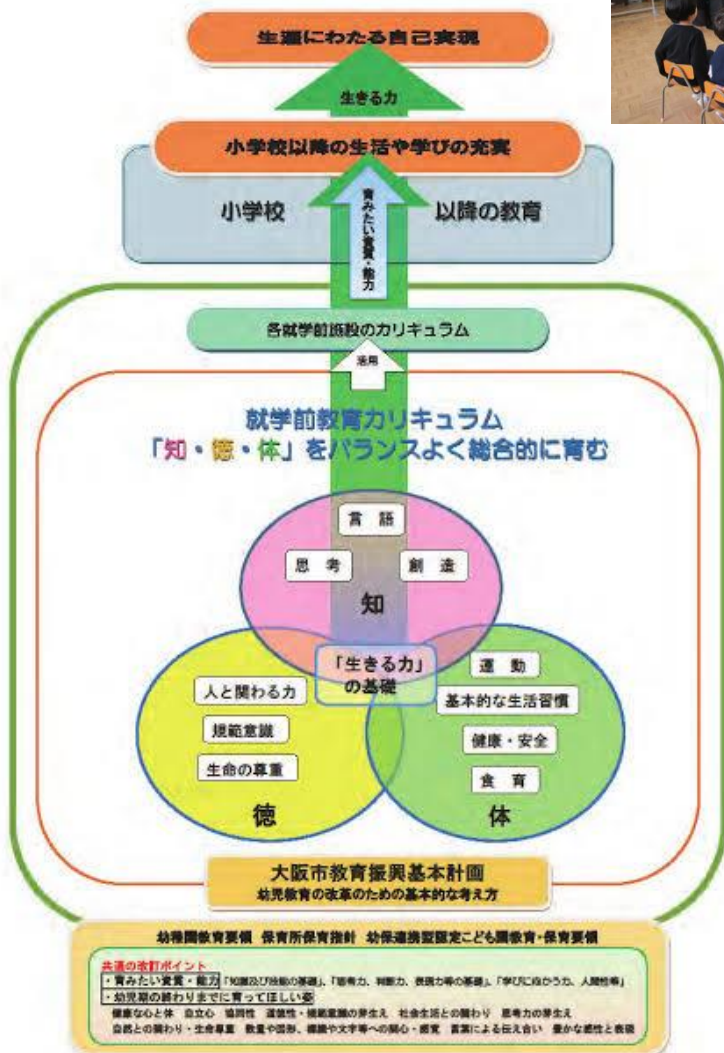 生涯にわたる自己実現
生きる力
小学校以降の生活や学びの充実
小学校 以降の教育
育みたい資質・能力
各就学前施設のカリキュラム
活用
就学前教育カリキュラム
「知・徳・体」をバランスよく総合的に育む
言語
思考 創造
知
「生きる力」
の基礎
人と関わる力
規範意識
生命の尊重
徳
運動
基本的な生活習慣
健康・安全
食育
体
大阪市教育振興基本計画
幼児教育の改革のための基本的な考え方
幼稚園教育要領 保育所保育指針 幼保連携型認定こども園教育・保育要領
共通の改訂ポイント
・育みたい資質・能力 「知識及び技能の基礎」、「思考力、判断力、表現力等の基礎」、「学びに向かう力、人間性等」
・幼児期の終わりまでに育ってほしい姿
健康な心と体 自立心 協同性 道徳性・規範意識の芽生え 社会生活との関わり 思考力の芽生え
自然との関わり・生命尊重 数量や図形、標識や文字等への関心・感覚 言葉による伝え合い 豊かな感性と表現